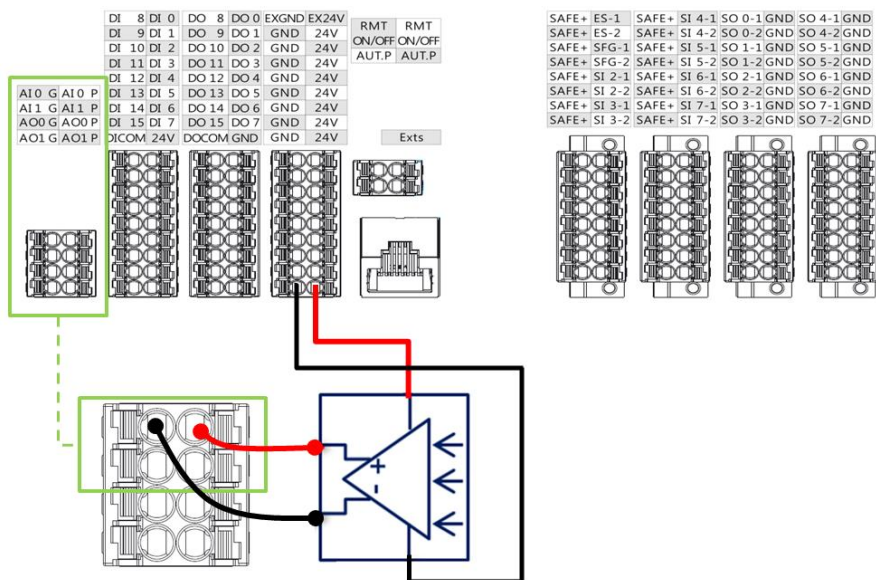 DI 8 DI 0 DO 8 DO 0 EXGND EX24V
DI 9 DI 1 DO 9 DO 1 GND 24V
DI 10 DI 2 DO 10 DO 2 GND 24V
DI 11 DI 3 DO 11 DO 3 GND 24V
DI 12 DI 4 DO 12 DO 4 GND 24V
DI 13 DI 5 DO 13 DO 5 GND 24V
DI 14 DI 6 DO 14 DO 6 GND 24V
DI 15 DI 7 DO 15 DO 7 GND 24V
DICOM 24V DOCOM GND GND 24V
AI0 G AI0 P
AI1 G AI1 P
AO0G AO0P
AO1G AO1P
RMT RMT
ON/OFF ON/OFF
AUT.P AUT.P
Exts
SAFE+ ES-1 SAFE+ SI 4-1 SO 0-1 GND SO 4-1 GND
SAFE+ ES-2 SAFE+ SI 4-2 SO 0-2 GND SO 4-2 GND
SAFE+ SFG-1 SAFE+ SI 5-1 SO 1-1 GND SO 5-1 GND
SAFE+ SFG-2 SAFE+ SI 5-2 SO 1-2 GND SO 5-2 GND
SAFE+ SI 2-1 SAFE+ SI 6-1 SO 2-1 GND SO 6-1 GND
SAFE+ SI 2-2 SAFE+ SI 6-2 SO 2-2 GND SO 6-2 GND
SAFE+ SI 3-1 SAFE+ SI 7-1 SO 3-1 GND SO 7-1 GND
SAFE+ SI 3-2 SAFE+ SI 7-2 SO 3-2 GND SO 7-2 GND
+
-